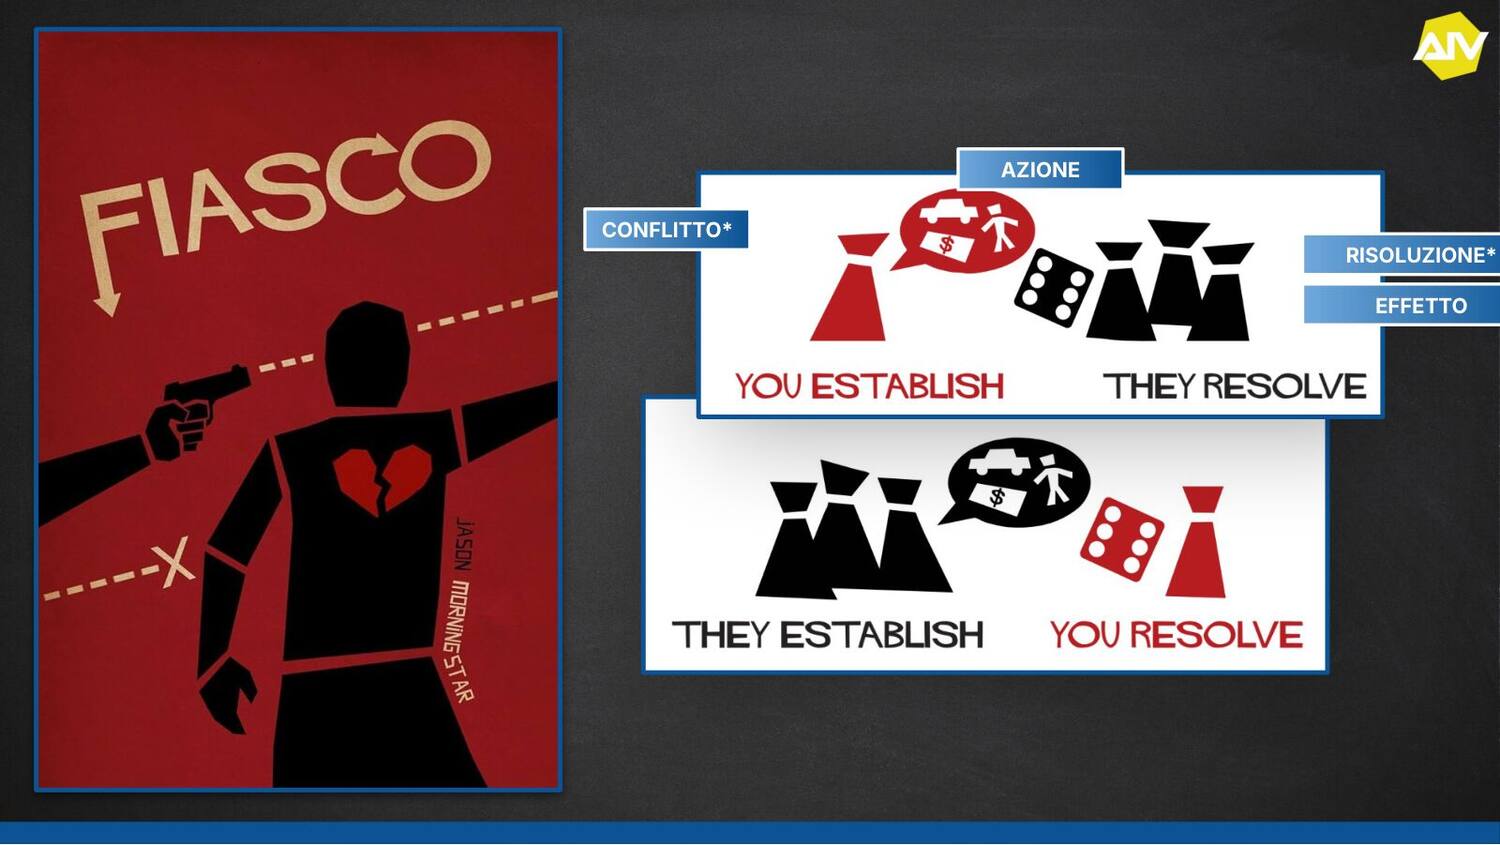 AIV
FIASCO
JASON MORNINGSTAR
X
CONFLITTO*
AZIONE
RISOLUZIONE*
EFFETTO
$
YOU ESTABLISH
THEY RESOLVE
$
THEY ESTABLISH
YOU RESOLVE